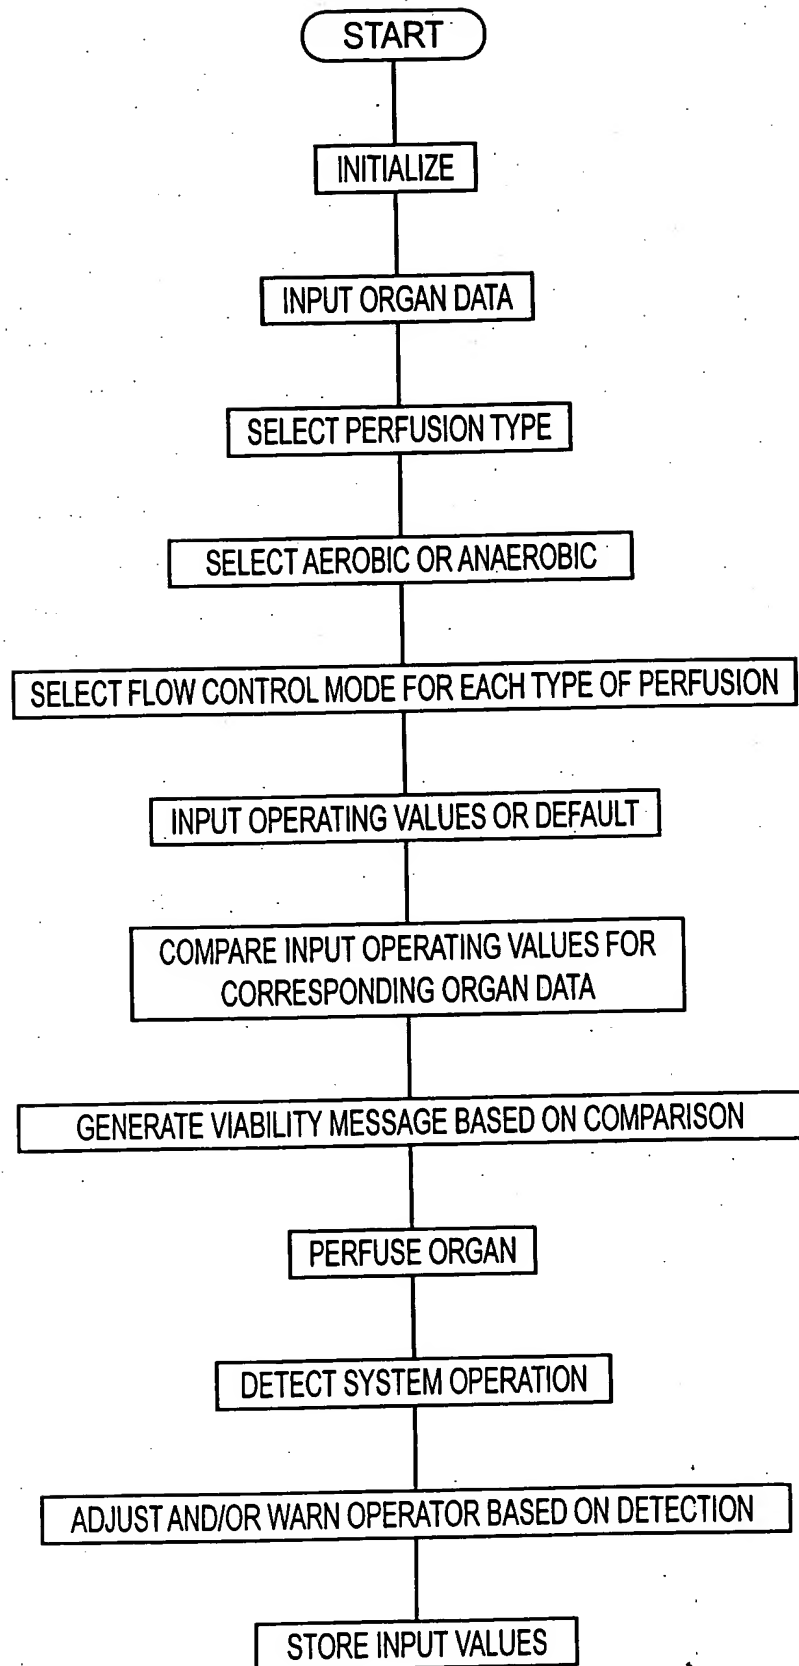 START
INITIALIZE
INPUT ORGAN DATA
SELECT PERFUSION TYPE
SELECT AEROBIC OR ANAEROBIC
SELECT FLOW CONTROL MODE FOR EACH TYPE OF PERFUSION
INPUT OPERATING VALUES OR DEFAULT
COMPARE INPUT OPERATING VALUES FOR
CORRESPONDING ORGAN DATA
GENERATE VIABILITY MESSAGE BASED ON COMPARISON
PERFUSE ORGAN
DETECT SYSTEM OPERATION
ADJUST AND/OR WARN OPERATOR BASED ON DETECTION
STORE INPUT VALUES